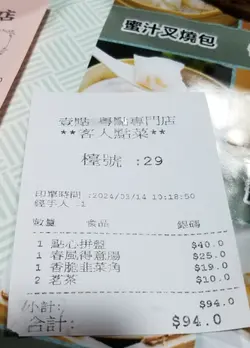 店
蜜汁叉燒包
壹點 粵點專門店
**客人點菜**
檯號 :29
印單時間 :2024/03/14 10:18:50
經手人 :1
數量 食品 銀碼
1 點心拼盤 $40.0
1 春風得意腸 $25.0
1 香脆韭菜角 $19.0
2 茗茶 $10.0
小計: $94.0
合計: $94.0